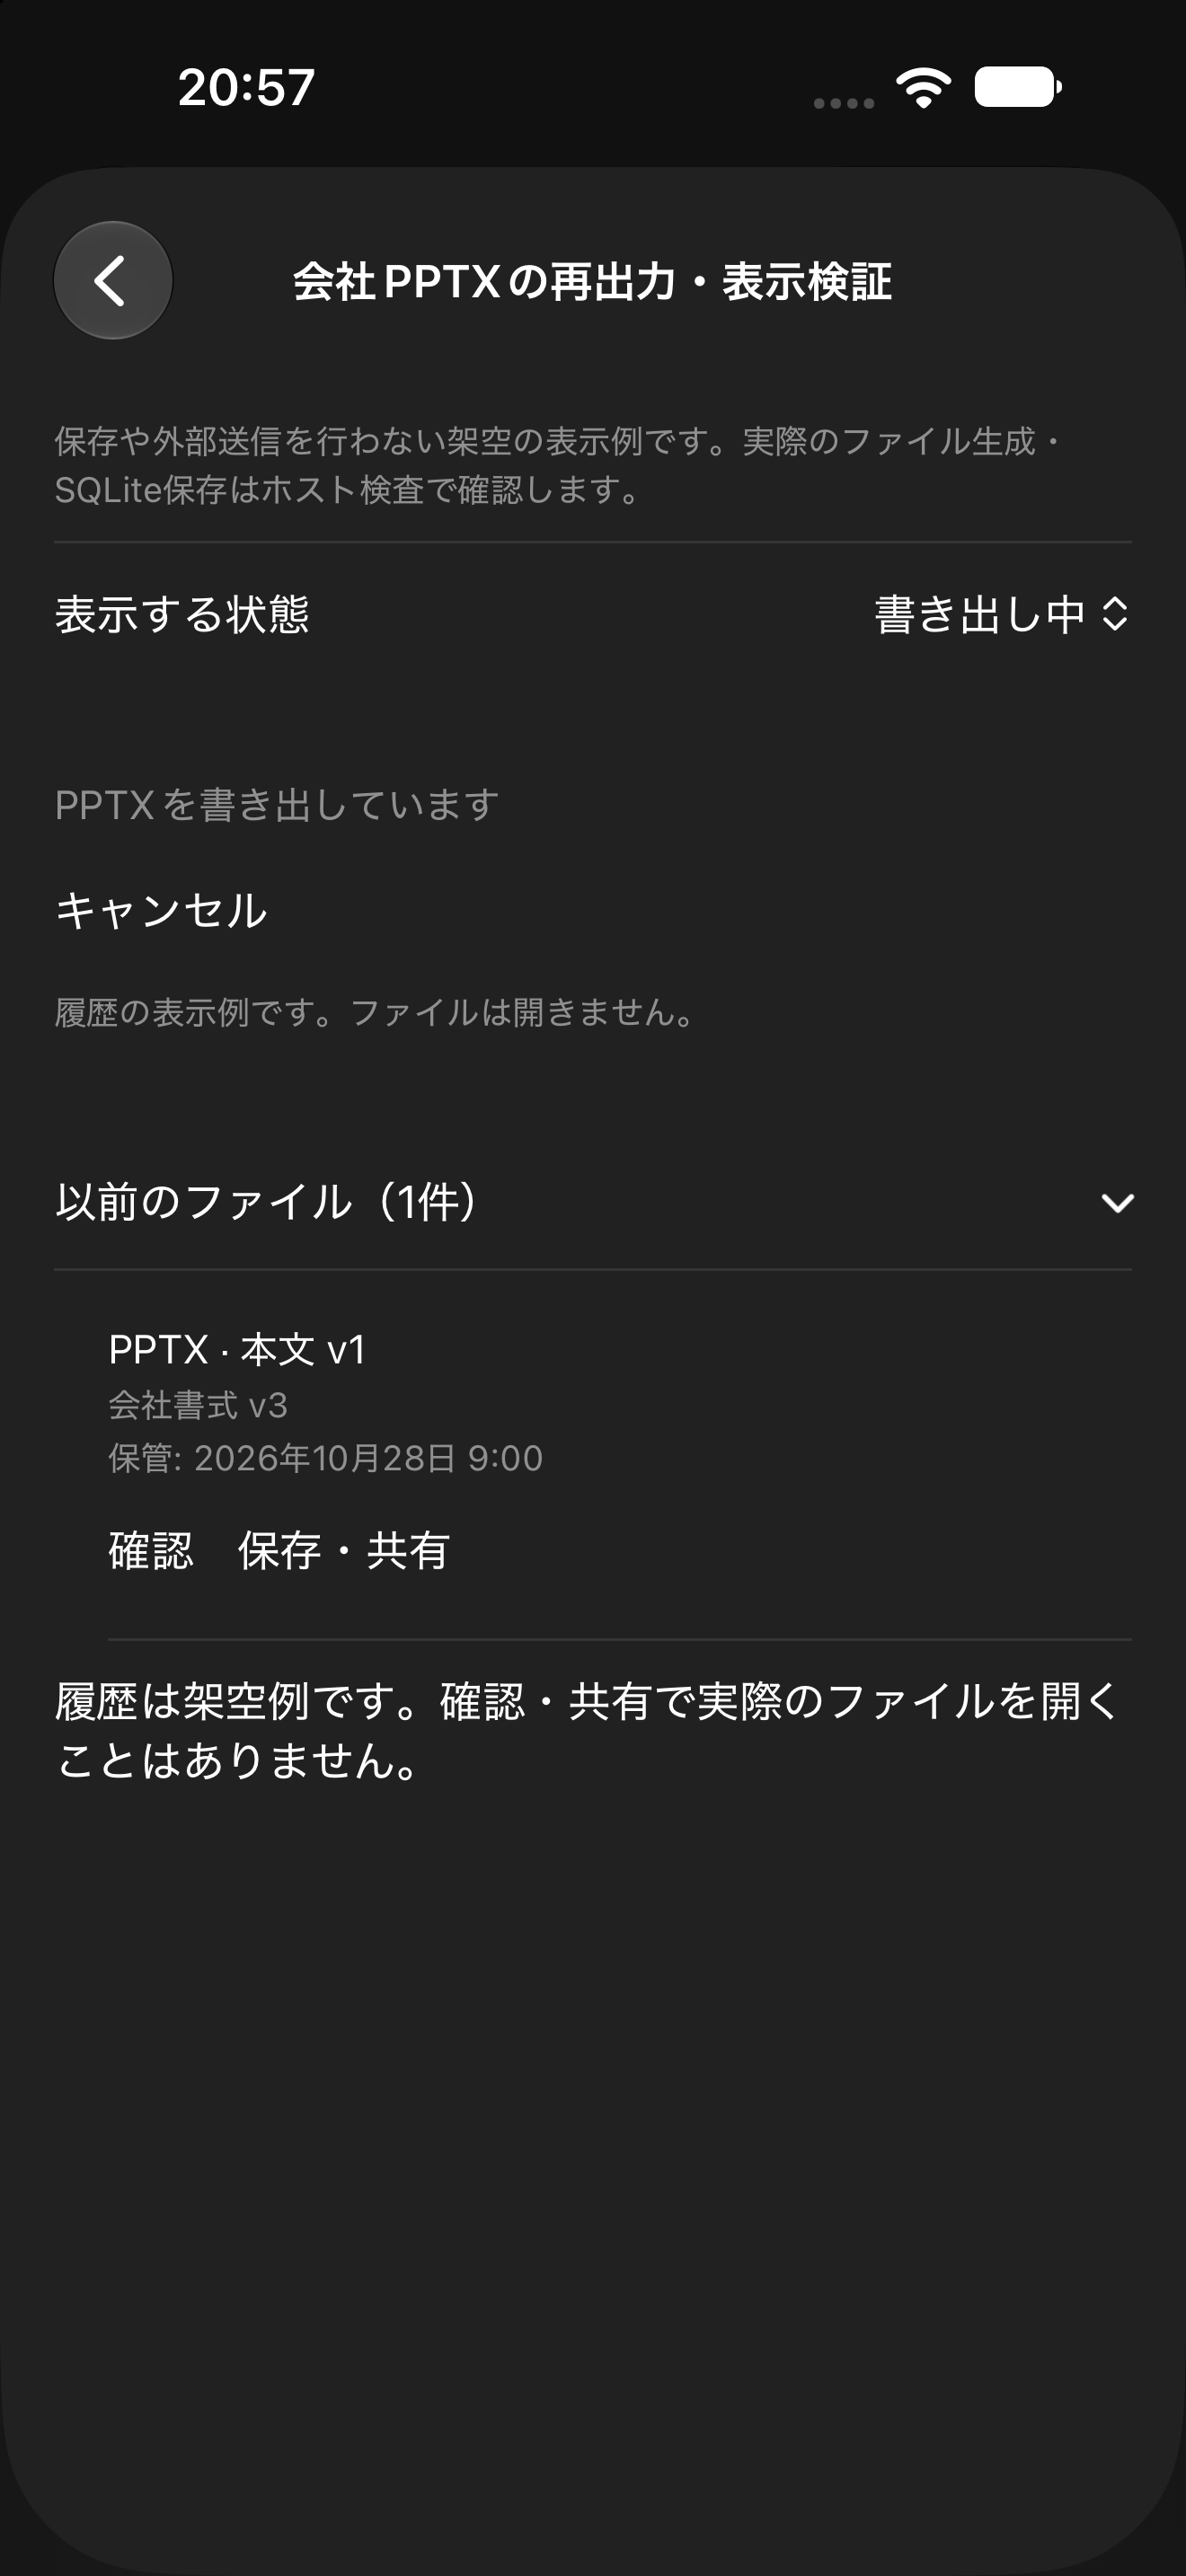 20:57
会社PPTXの再出力・表示検証
保存や外部送信を行わない架空の表示例です。実際のファイル生成・
SQLite保存はホスト検査で確認します。
表示する状態
書き出し中
PPTXを書き出しています
キャンセル
履歴の表示例です。ファイルは開きません。
以前のファイル（1件）
PPTX · 本文 v1
会社書式 v3
保管: 2026年10月28日 9:00
確認　保存・共有
履歴は架空例です。確認・共有で実際のファイルを開く
ことはありません。